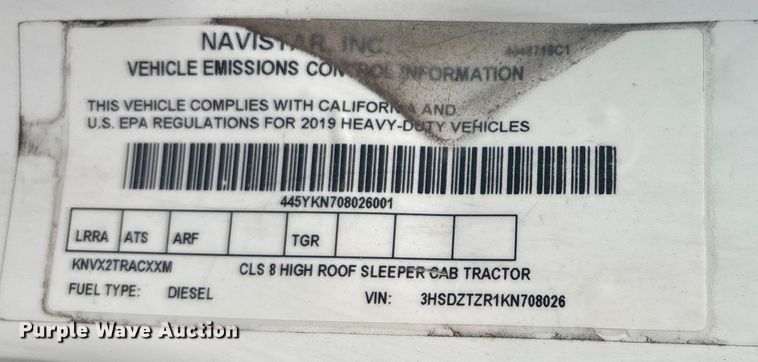 NAVISTAR, INC.
VEHICLE EMISSIONS CONTROL INFORMATION
THIS VEHICLE COMPLIES WITH CALIFORNIA AND
U.S. EPA REGULATIONS FOR 2019 HEAVY-DUTY VEHICLES
445YKN708026001
LRRA ATS ARF TGR
KNVX2TRACXXM CLS 8 HIGH ROOF SLEEPER CAB TRACTOR
FUEL TYPE: DIESEL VIN: 3HSDZTZR1KN708026
Purple Wave Auction